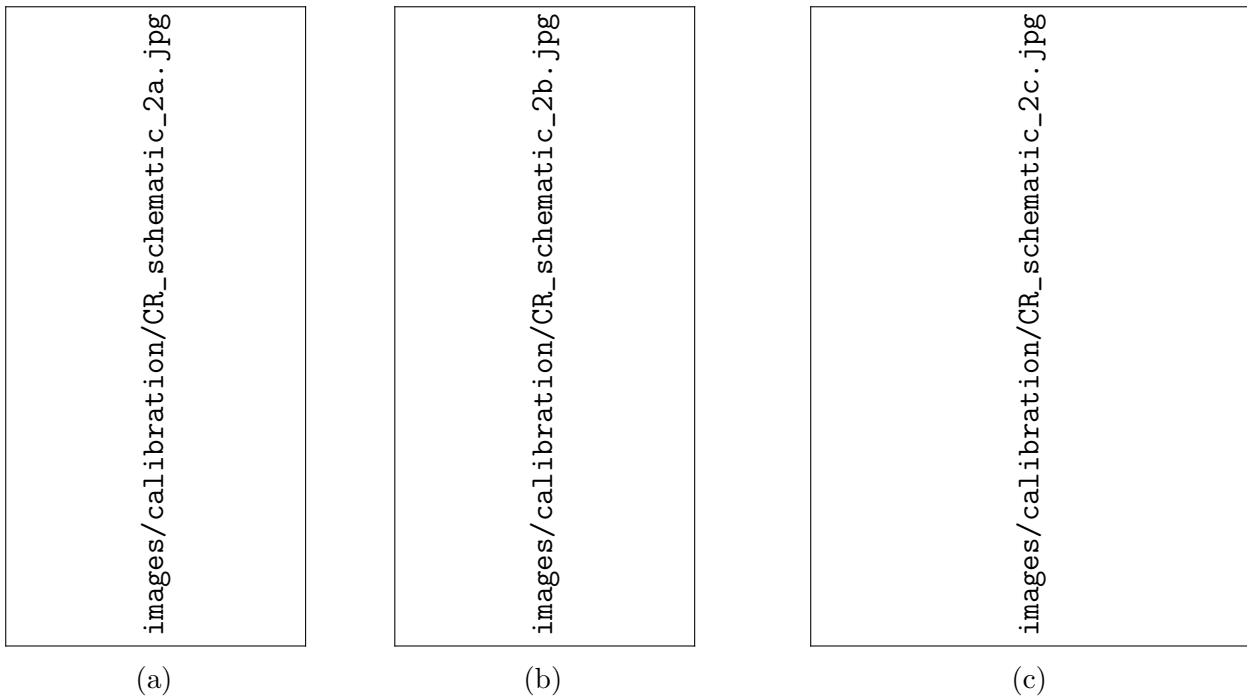 images/calibration/CR_schematic_2a.jpg
images/calibration/CR_schematic_2b.jpg
images/calibration/CR_schematic_2c.jpg
(a)
(b)
(c)